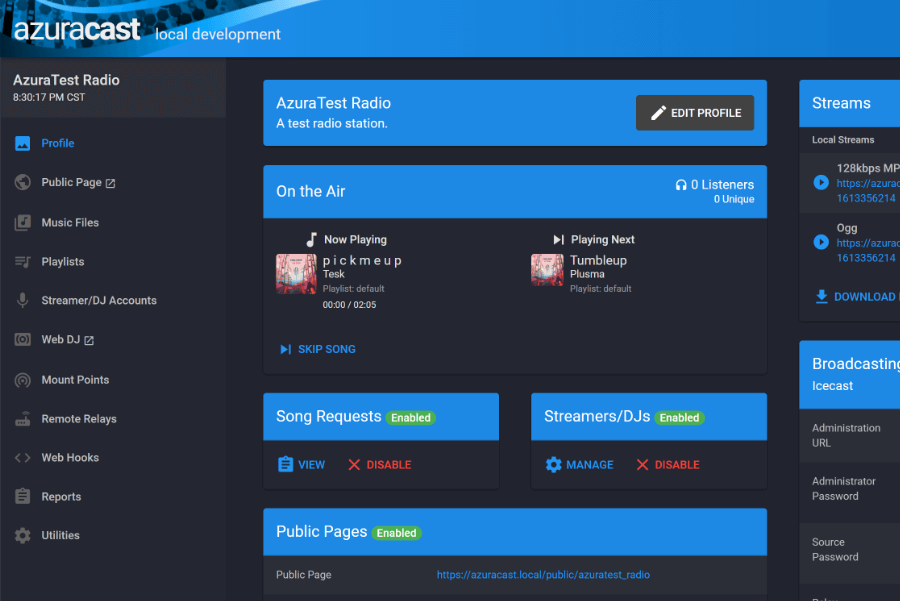 azuracast local development
AzuraTest Radio
8:30:17 PM CST
Profile
Public Page
Music Files
Playlists
Streamer/DJ Accounts
Web DJ
Mount Points
Remote Relays
Web Hooks
Reports
Utilities
AzuraTest Radio
A test radio station.
EDIT PROFILE
On the Air
0 Listeners
0 Unique
Now Playing
p i c k m e u p
Tesk
Playlist: default
00:00 / 02:05
Playing Next
Tumbleup
Plusma
Playlist: default
SKIP SONG
Song Requests Enabled
VIEW
DISABLE
Streamers/DJs Enabled
MANAGE
DISABLE
Public Pages Enabled
Public Page
https://azuracast.local/public/azuratest_radio
Streams
Local Streams
128kbps MP
https://azurac
1613356214
Ogg
https://azurac
1613356214
DOWNLOAD
Broadcasting
Icecast
Administration
URL
Administrator
Password
Source
Password